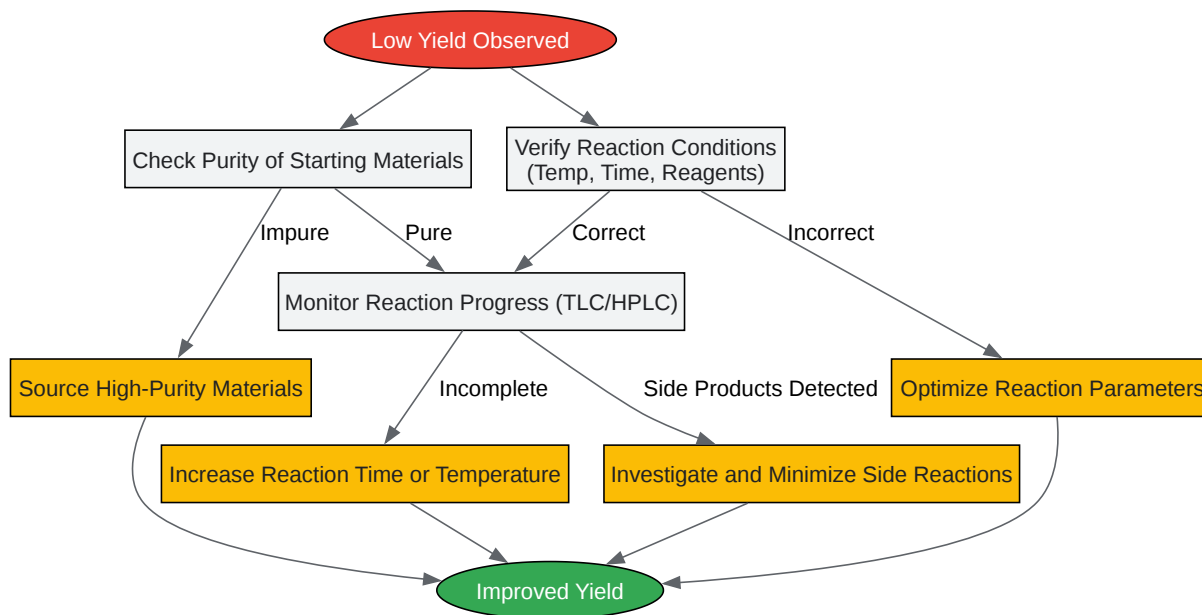 Low Yield Observed
Check Purity of Starting Materials
Verify Reaction Conditions
(Temp, Time, Reagents)
Impure
Pure
Correct
Incorrect
Monitor Reaction Progress (TLC/HPLC)
Source High-Purity Materials
Incomplete
Side Products Detected
Optimize Reaction Parameters
Increase Reaction Time or Temperature
Investigate and Minimize Side Reactions
Improved Yield